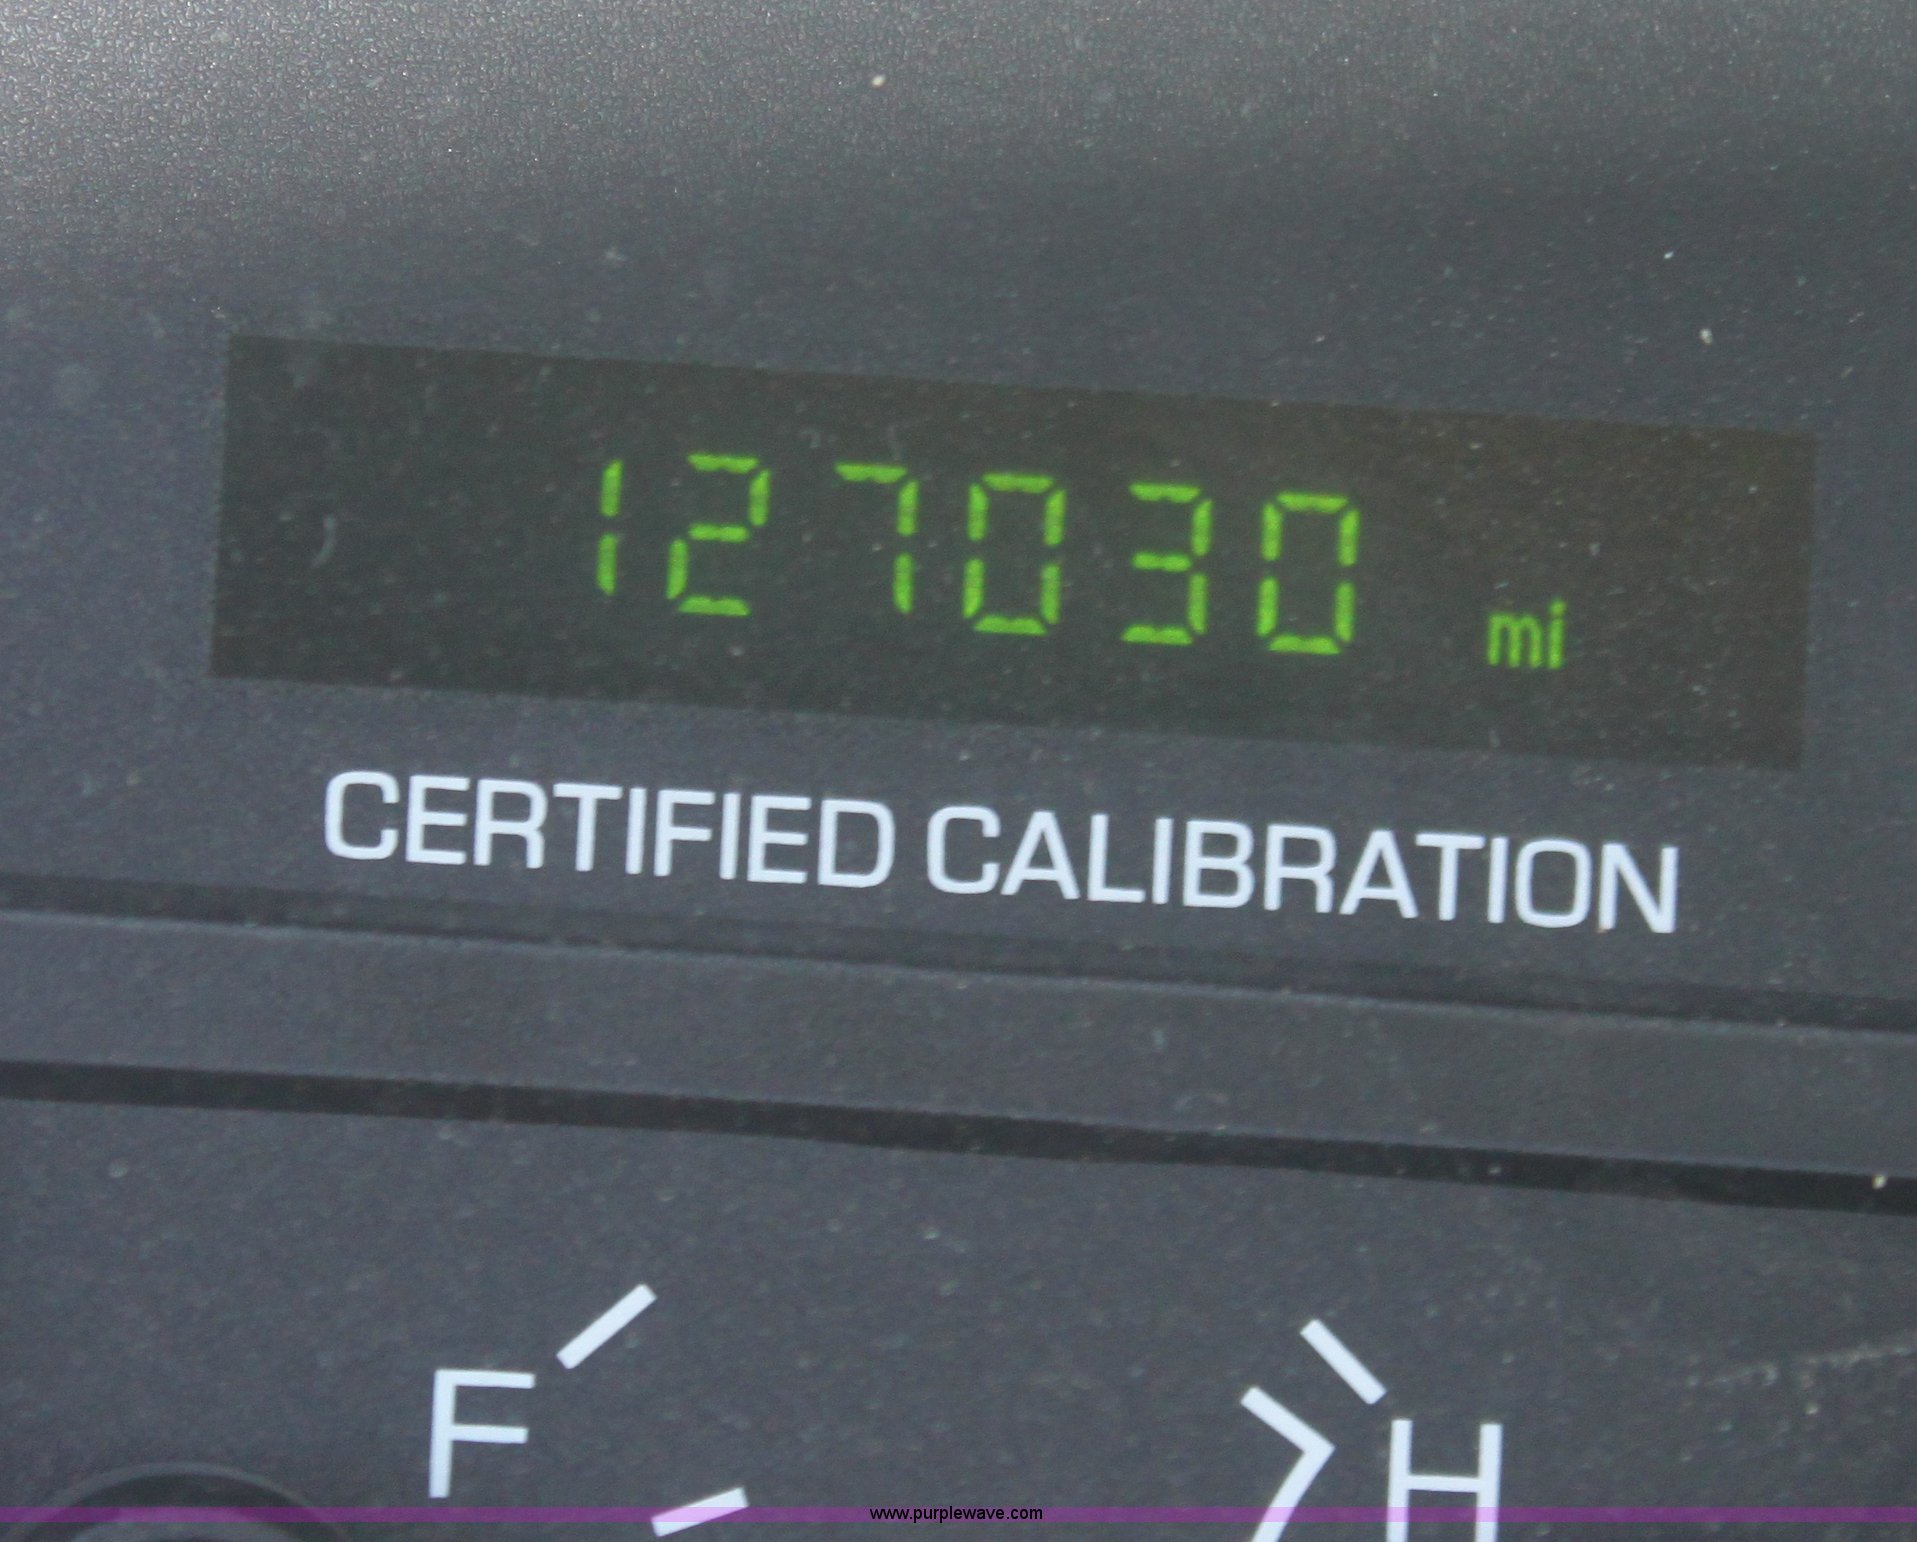 127030 mi
CERTIFIED CALIBRATION
F
H
www.purplewave.com